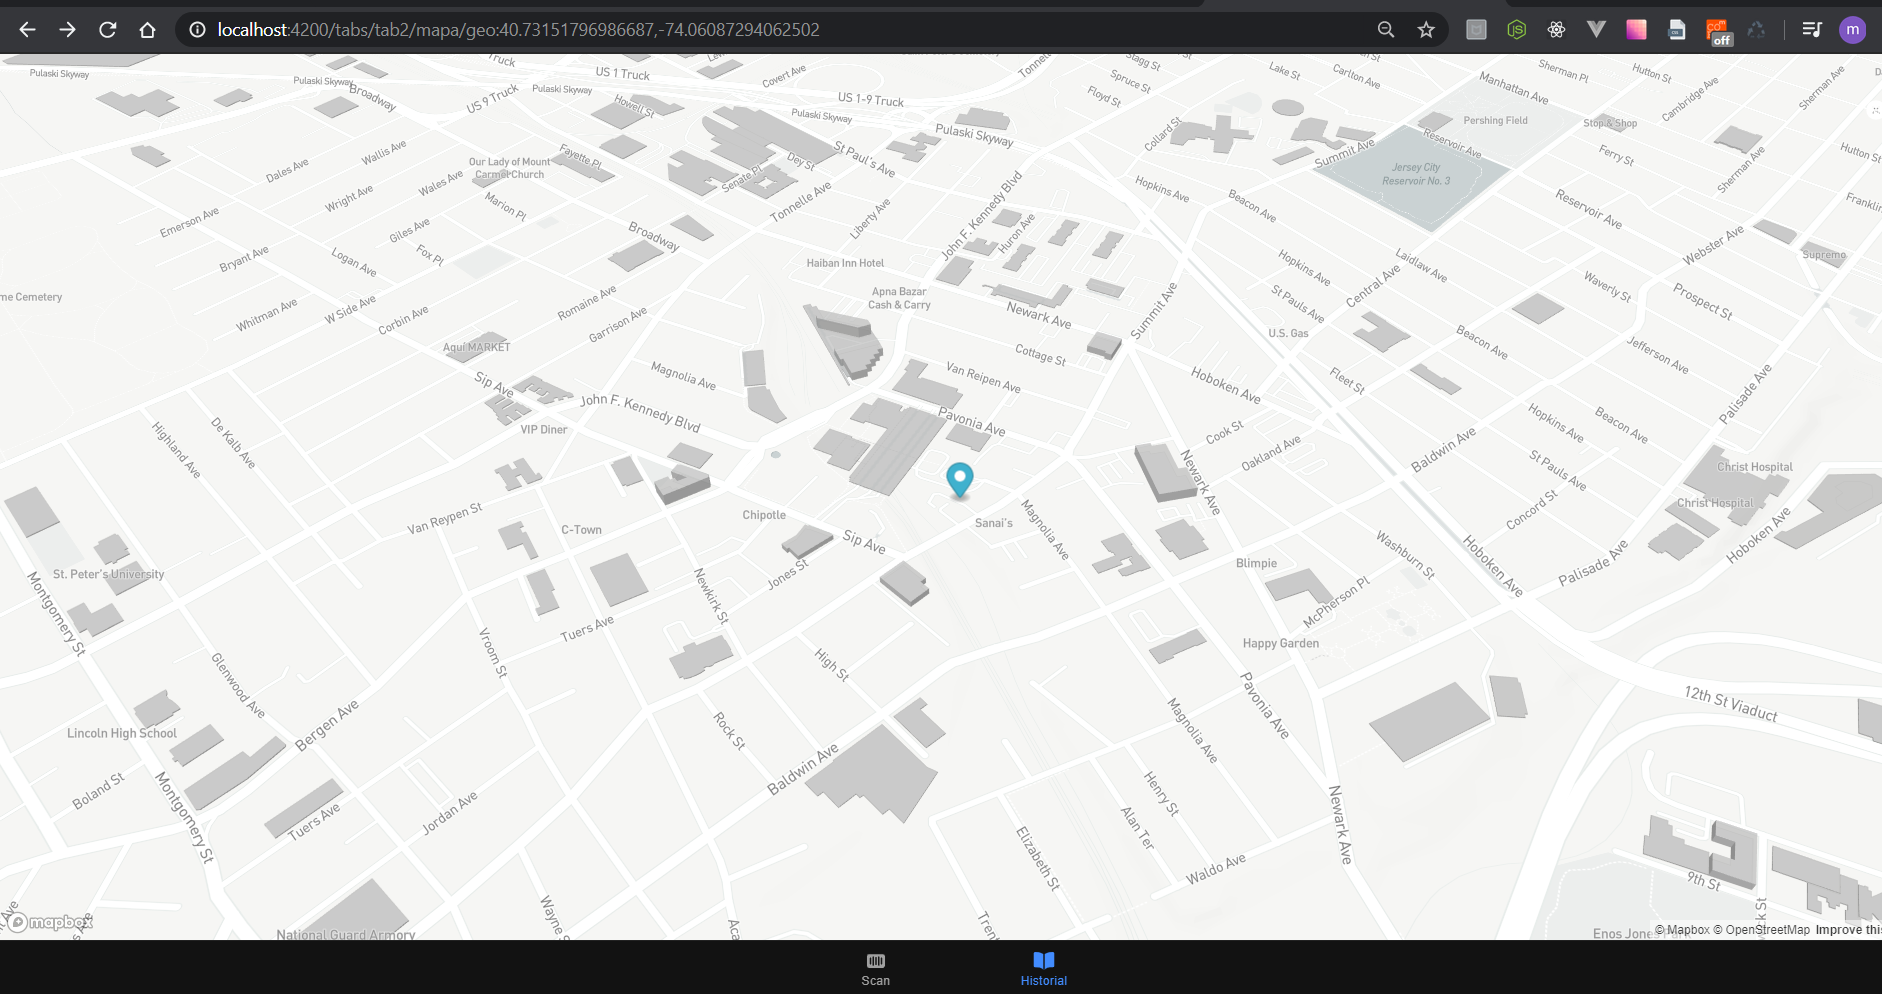 localhost:4200/tabs/tab2/mapa/geo:40.73151796986687,-74.06087294062502
off
m
Pulaski Skyway
Truck
US 1 Truck
Covert Ave
Stagg St
Lake St
Carlton Ave
Sherman Pl
Hutton St
Pulaski Skyway
Broadway
US 9 Truck
Pulaski Skyway
Howell St
US 1-9 Truck
Pulaski Skyway
Spruce St
Floyd St
Manhattan Ave
Cambridge Ave
Sherman Ave
Pershing Field
Stop & Shop
Pulaski Skyway
Collard St
Summit Ave
Reservoir Ave
Ferry St
Sherman Ave
Hutton St
Dales Ave
Wallis Ave
Our Lady of Mount
Carmel Church
Fayette Pl
Senate Pl
Dey St
St Paul's Ave
Jersey City
Reservoir No. 3
Wright Ave
Wales Ave
Marion Pl
Tonnelle Ave
Liberty Ave
John F. Kennedy Blvd
Huron Ave
Hopkins Ave
Beacon Ave
Reservoir Ave
Emerson Ave
Giles Ave
Fox Pl
Broadway
Webster Ave
Supremo
Bryant Ave
Logan Ave
Haiban Inn Hotel
Hopkins Ave
Laidlaw Ave
Central Ave
Waverly St
Prospect St
me Cemetery
Whitman Ave
W Side Ave
Corbin Ave
Romaine Ave
Garrison Ave
Apna Bazar
Cash & Carry
Newark Ave
Summit Ave
St Pauls Ave
U.S. Gas
Beacon Ave
Jefferson Ave
Aquí MARKET
Sip Ave
Magnolia Ave
Cottage St
Van Reipen Ave
Hoboken Ave
Fleet St
Palisade Ave
John F. Kennedy Blvd
Pavonia Ave
Hopkins Ave
Beacon Ave
Highland Ave
De Kalb Ave
VIP Diner
Cook St
Oakland Ave
Baldwin Ave
St Pauls Ave
Christ Hospital
Newark Ave
Concord St
Christ Hospital
Van Reypen St
C-Town
Chipotle
Sip Ave
Sanai's
Magnolia Ave
Washburn St
Hoboken Ave
Palisade Ave
Hoboken Ave
St. Peter's University
Montgomery St
Newkirk St
Jones St
Blimpie
McPherson Pl
Tuers Ave
Vroom St
High St
Happy Garden
Glenwood Ave
Pavonia Ave
12th St Viaduct
Lincoln High School
Bergen Ave
Rock St
Magnolia Ave
Boland St
Montgomery St
Baldwin Ave
Henry St
Tuers Ave
Jordan Ave
Alan Ter
Newark Ave
Elizabeth St
Waldo Ave
9th St
Wayne S
Aca
Trent
mapbox
National Guard Armory
Enos Jones Park
© Mapbox © OpenStreetMap Improve this
Scan
Historial